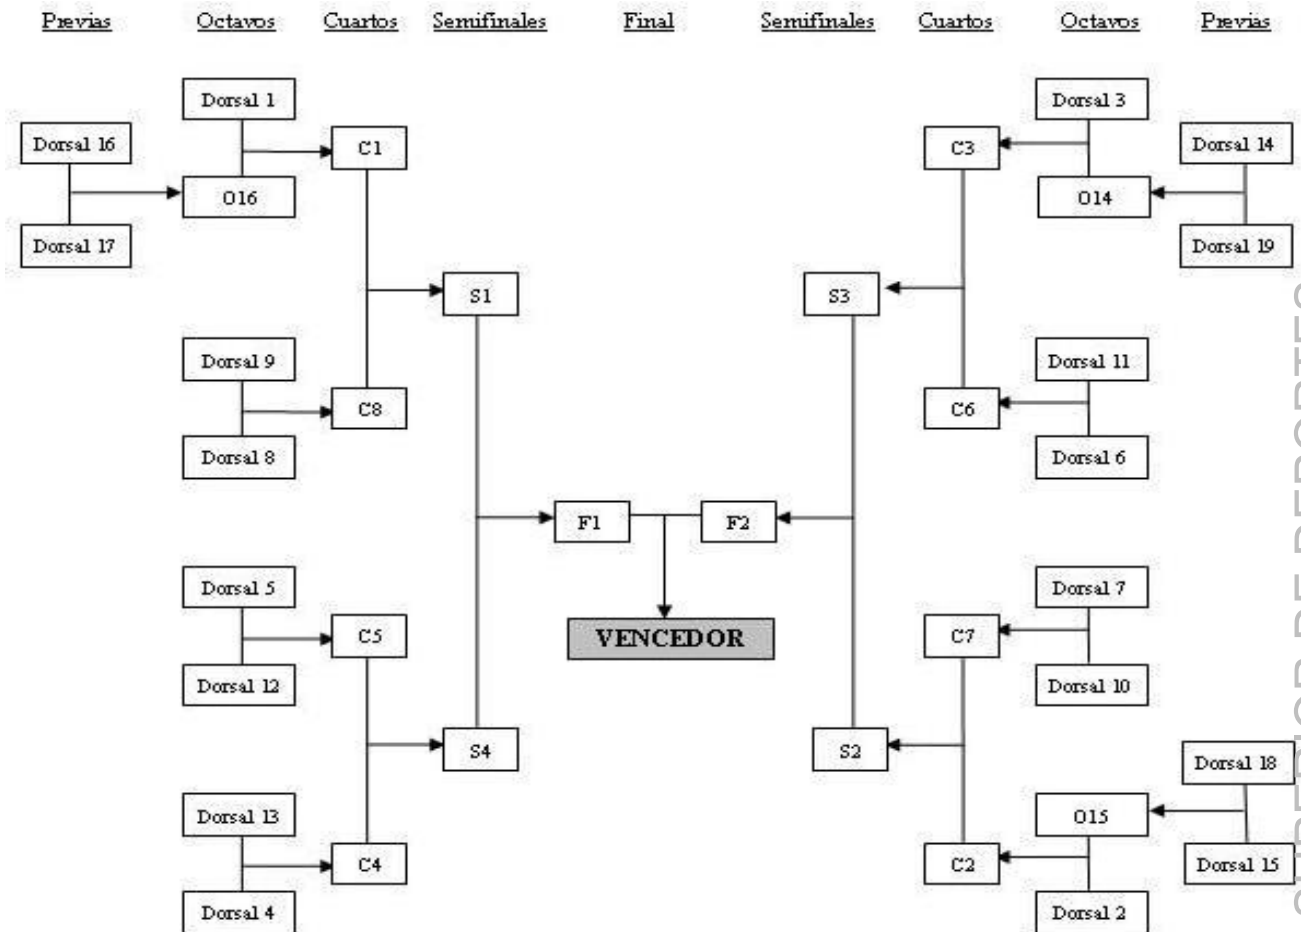 Previas Octavos Cuartos Semifinales Final Semifinales Cuartos Octavos Previas
Dorsal 1 Dorsal 3
Dorsal 16 C1 C3 Dorsal 14
O16 O14
Dorsal 17 Dorsal 19
S1 S3
Dorsal 9 Dorsal 11
C8 C6
Dorsal 8 Dorsal 6
F1 F2
Dorsal 5 Dorsal 7
C5 VENCEDOR C7
Dorsal 12 Dorsal 10
S4 S2 Dorsal 18
Dorsal 13 O15
C4 C2 Dorsal 15
Dorsal 4 Dorsal 2